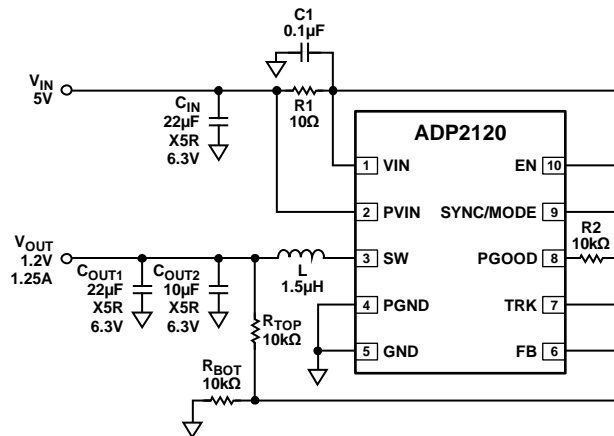 C1
0.1µF
VIN
5V
CIN
22µF
X5R
6.3V
R1
10Ω
ADP2120
1 VIN EN 10
2 PVIN SYNC/MODE 9
R2
10kΩ
3 SW PGOOD 8
4 PGND TRK 7
5 GND FB 6
VOUT
1.2V
1.25A
COUT1
22µF
X5R
6.3V
COUT2
10µF
X5R
6.3V
L
1.5µH
RTOP
10kΩ
RBOT
10kΩ